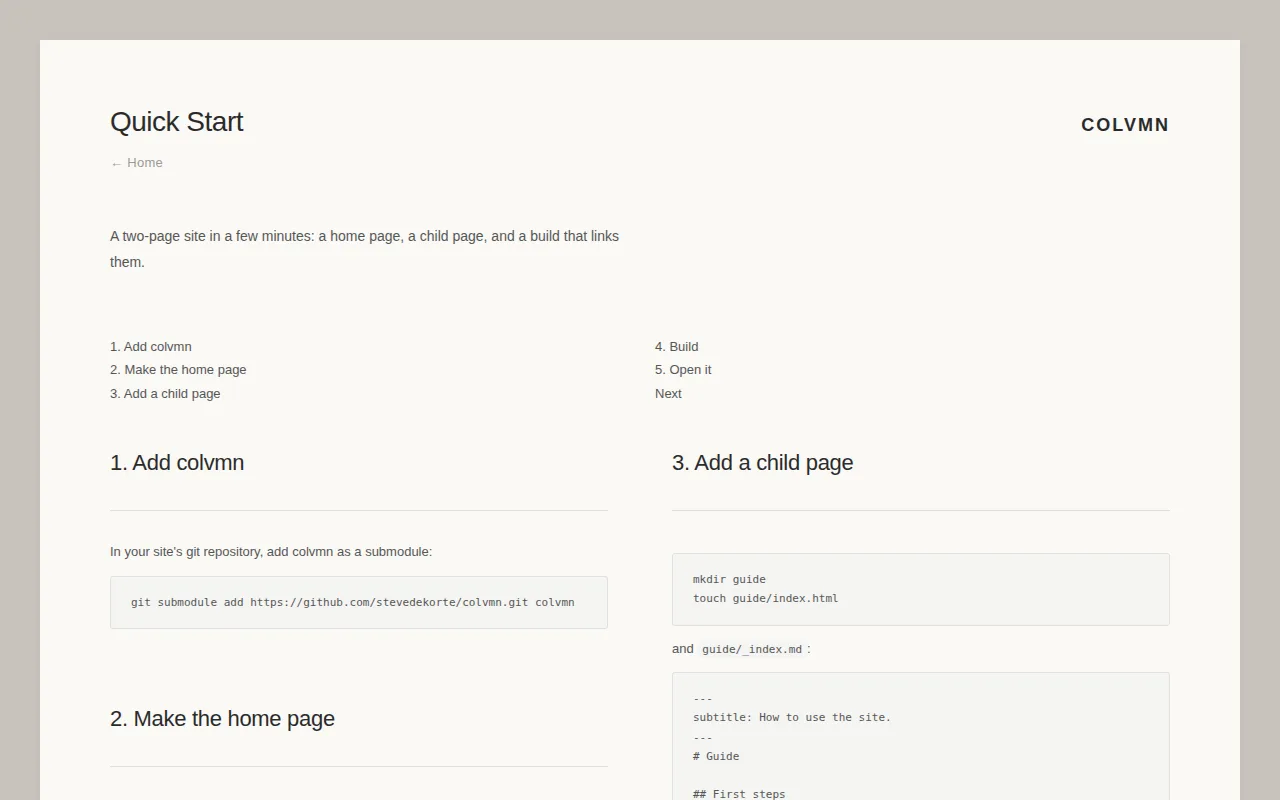 Quick Start
COLVMN
← Home
A two-page site in a few minutes: a home page, a child page, and a build that links
them.
1. Add colvmn
2. Make the home page
3. Add a child page
4. Build
5. Open it
Next
1. Add colvmn
In your site's git repository, add colvmn as a submodule:
git submodule add https://github.com/stevedekorte/colvmn.git colvmn
2. Make the home page
3. Add a child page
mkdir guide
touch guide/index.html
and guide/_index.md :
---
subtitle: How to use the site.
---
# Guide
## First steps